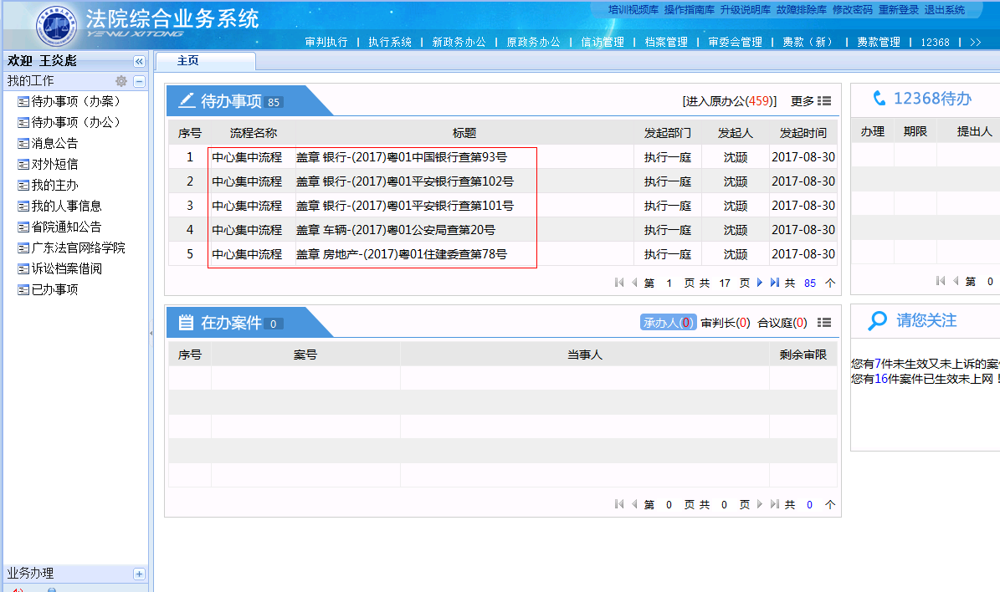 培训视频库 操作指南库 升级说明库 故障排除库 修改密码 重新登录 退出系统
法院综合业务系统
YEWU XITONG
审判执行 | 执行系统 | 新政务办公 | 原政务办公 | 信访管理 | 档案管理 | 审委会管理 | 费款（新） | 费款管理 | 12368 | >>
欢迎 王炎彪
主页
我的工作
待办事项（办案）
待办事项（办公）
消息公告
对外短信
我的主办
我的人事信息
省院通知公告
广东法官网络学院
诉讼档案借阅
已办事项
业务办理
待办事项 85
[进入原办公(459)] 更多
序号 流程名称 标题 发起部门 发起人 发起时间
1 中心集中流程 盖章 银行-(2017)粤01中国银行查第93号 执行一庭 沈颋 2017-08-30
2 中心集中流程 盖章 银行-(2017)粤01平安银行查第102号 执行一庭 沈颋 2017-08-30
3 中心集中流程 盖章 银行-(2017)粤01平安银行查第101号 执行一庭 沈颋 2017-08-30
4 中心集中流程 盖章 车辆-(2017)粤01公安局查第20号 执行一庭 沈颋 2017-08-30
5 中心集中流程 盖章 房地产-(2017)粤01住建委查第78号 执行一庭 沈颋 2017-08-30
第 1 页 共 17 页 共 85 个
在办案件 0
承办人(0) 审判长(0) 合议庭(0)
序号 案号 当事人 剩余审限
第 0 页 共 0 页 共 0 个
12368待办
办理 期限 提出人
第 0
请您关注
您有7件未生效又未上诉的案
您有16件案件已生效未上网！